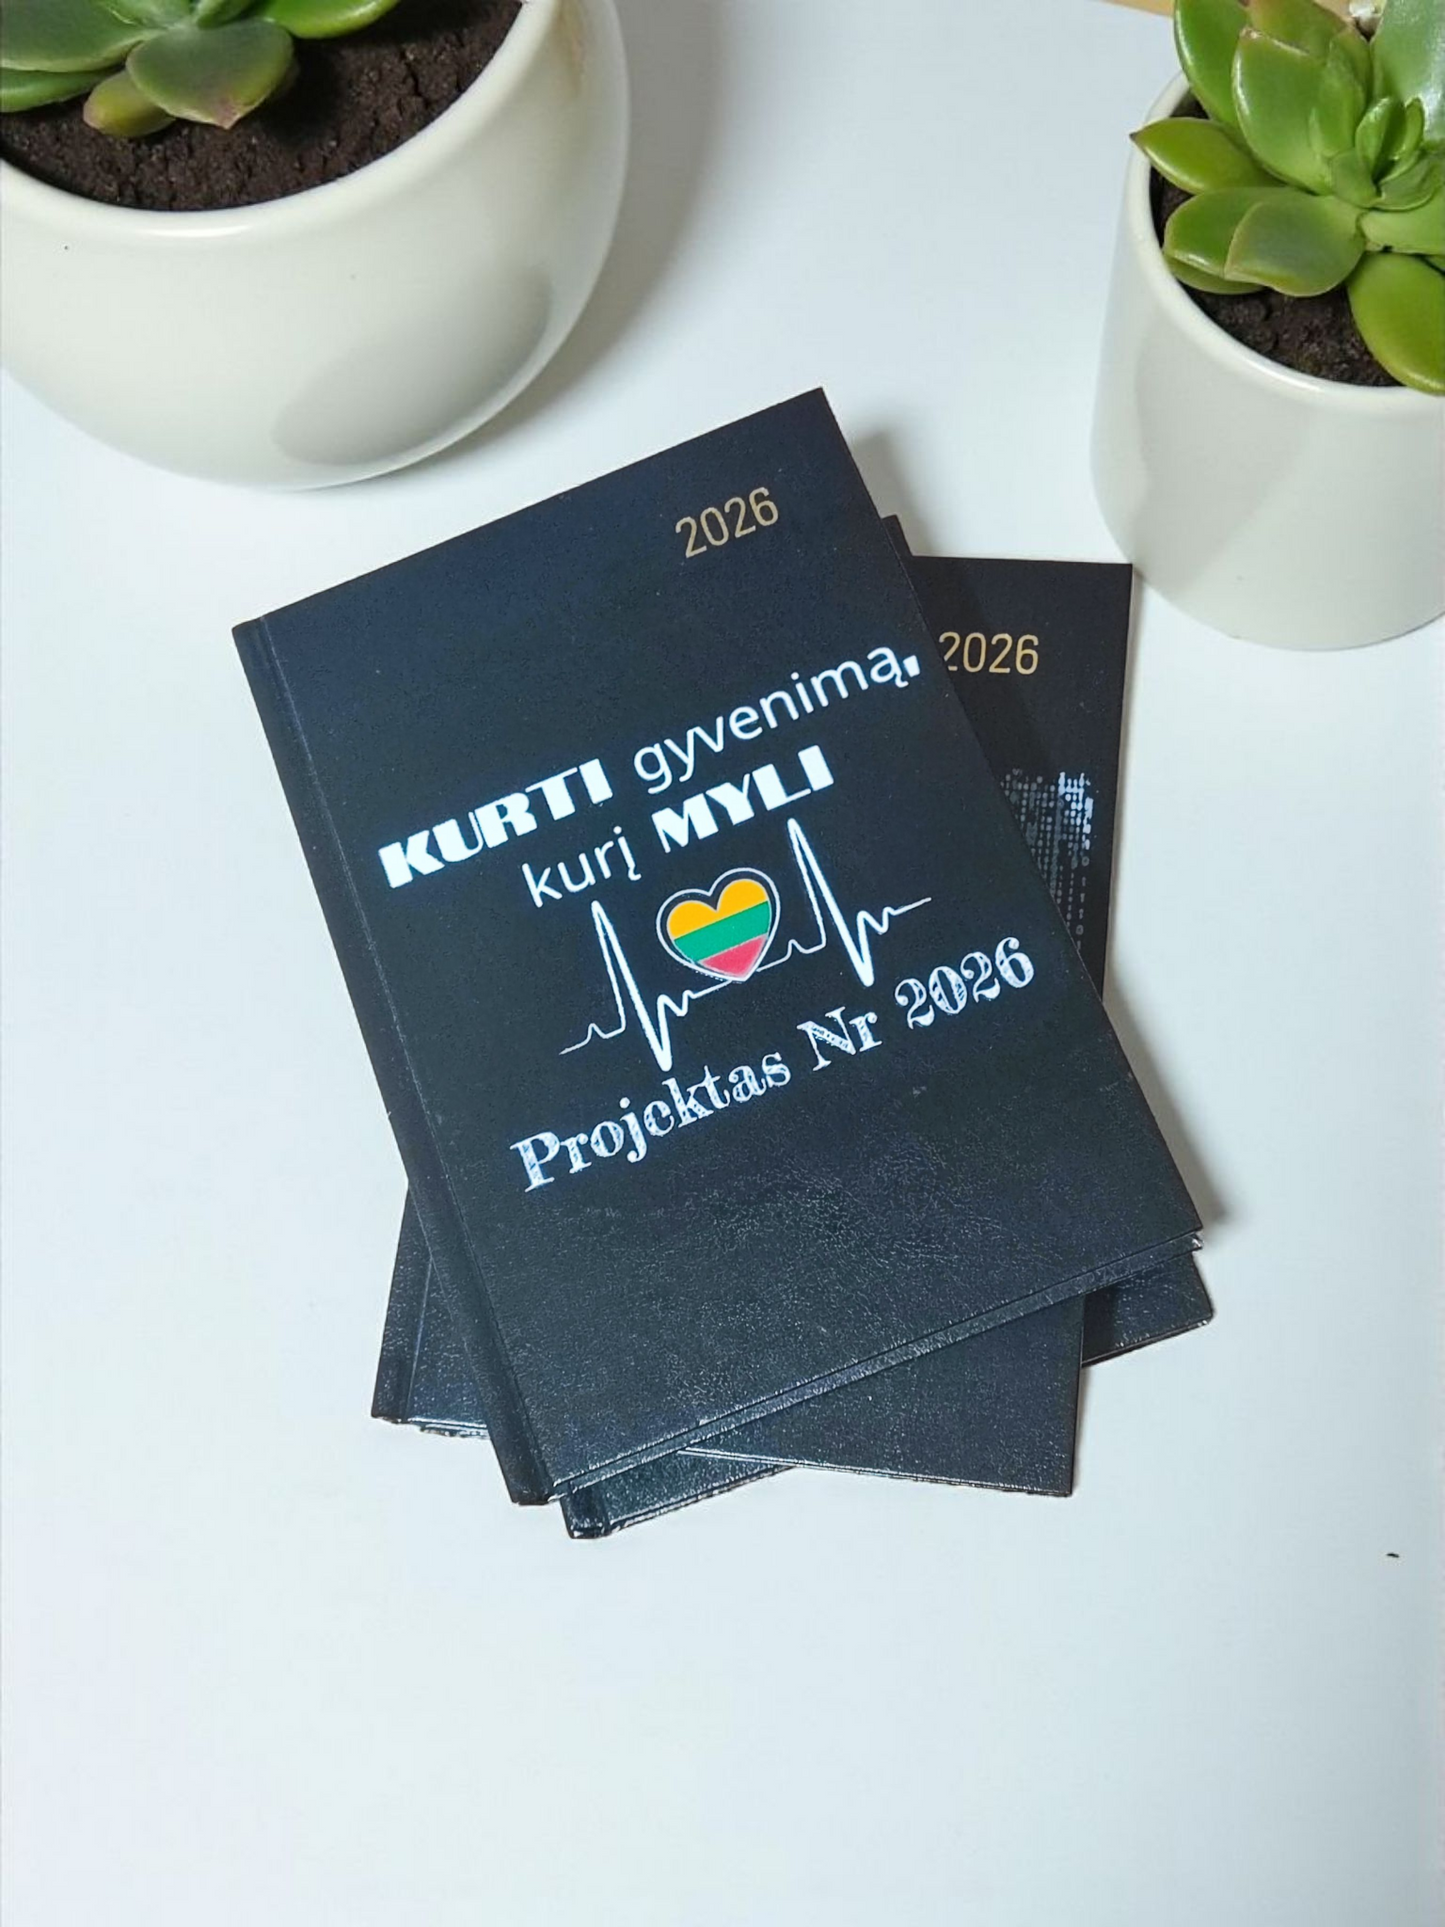 2026
KURTI gyvenimą,
kurį MYLI
Projektas Nr 2026
2026